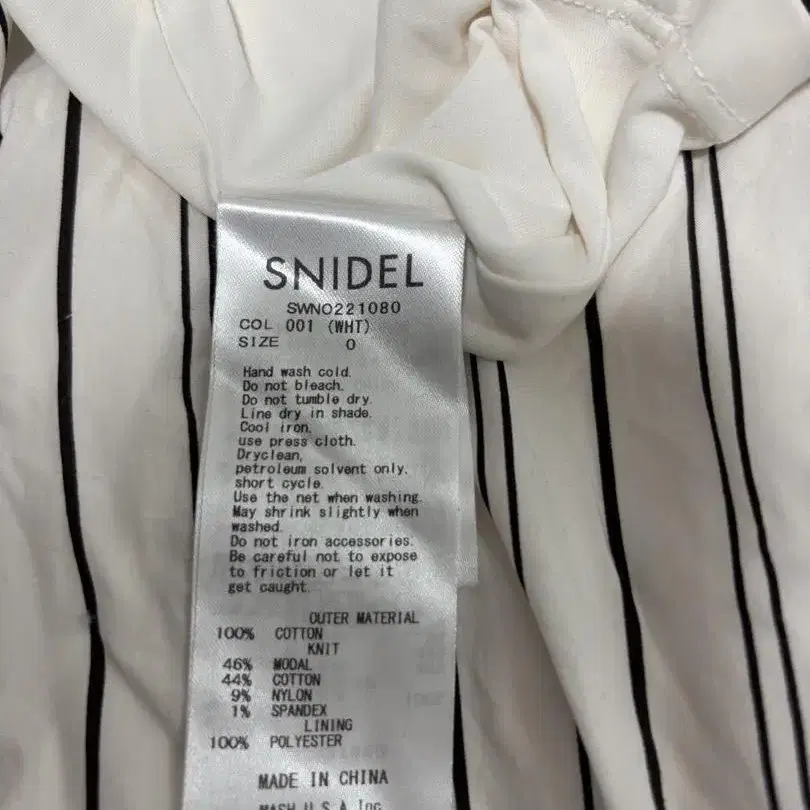 SNIDEL
SWNO221080
COL 001 (WHT)
SIZE 0
Hand wash cold.
Do not bleach.
Do not tumble dry.
Line dry in shade.
Cool iron,
use press cloth.
Dryclean,
petroleum solvent only,
short cycle.
Use the net when washing.
May shrink slightly when
washed.
Do not iron accessories.
Be careful not to expose
to friction or let it
get caught.
OUTER MATERIAL
100% COTTON
KNIT
46% MODAL
44% COTTON
9% NYLON
1% SPANDEX
LINING
100% POLYESTER
MADE IN CHINA
MASH U.S.A Inc